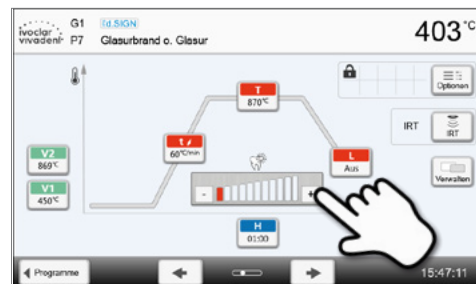 ivoclar vivadent
G1 [d.SIGN]
P7 Glasurbrand o. Glasur
403°C
T
870°C
Optionen
t
60°C/min
IRT
IRT
V2
869°C
L
Aus
Verwalten
V1
450°C
-
+
H
01:00
Programme
15:47:11